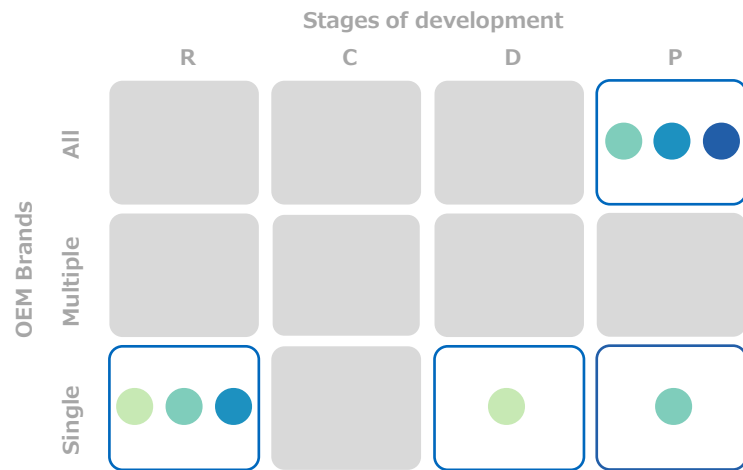 Stages of development
R C D P
All
Multiple
Single
OEM Brands